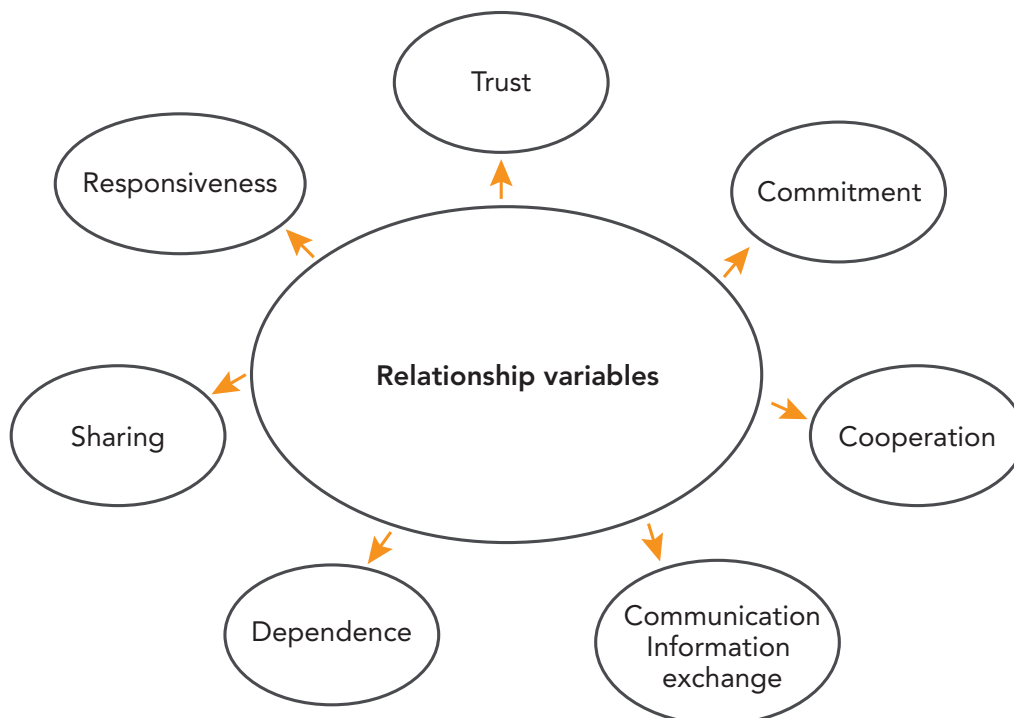 Trust
Responsiveness
Commitment
Relationship variables
Sharing
Cooperation
Dependence
Communication
Information
exchange